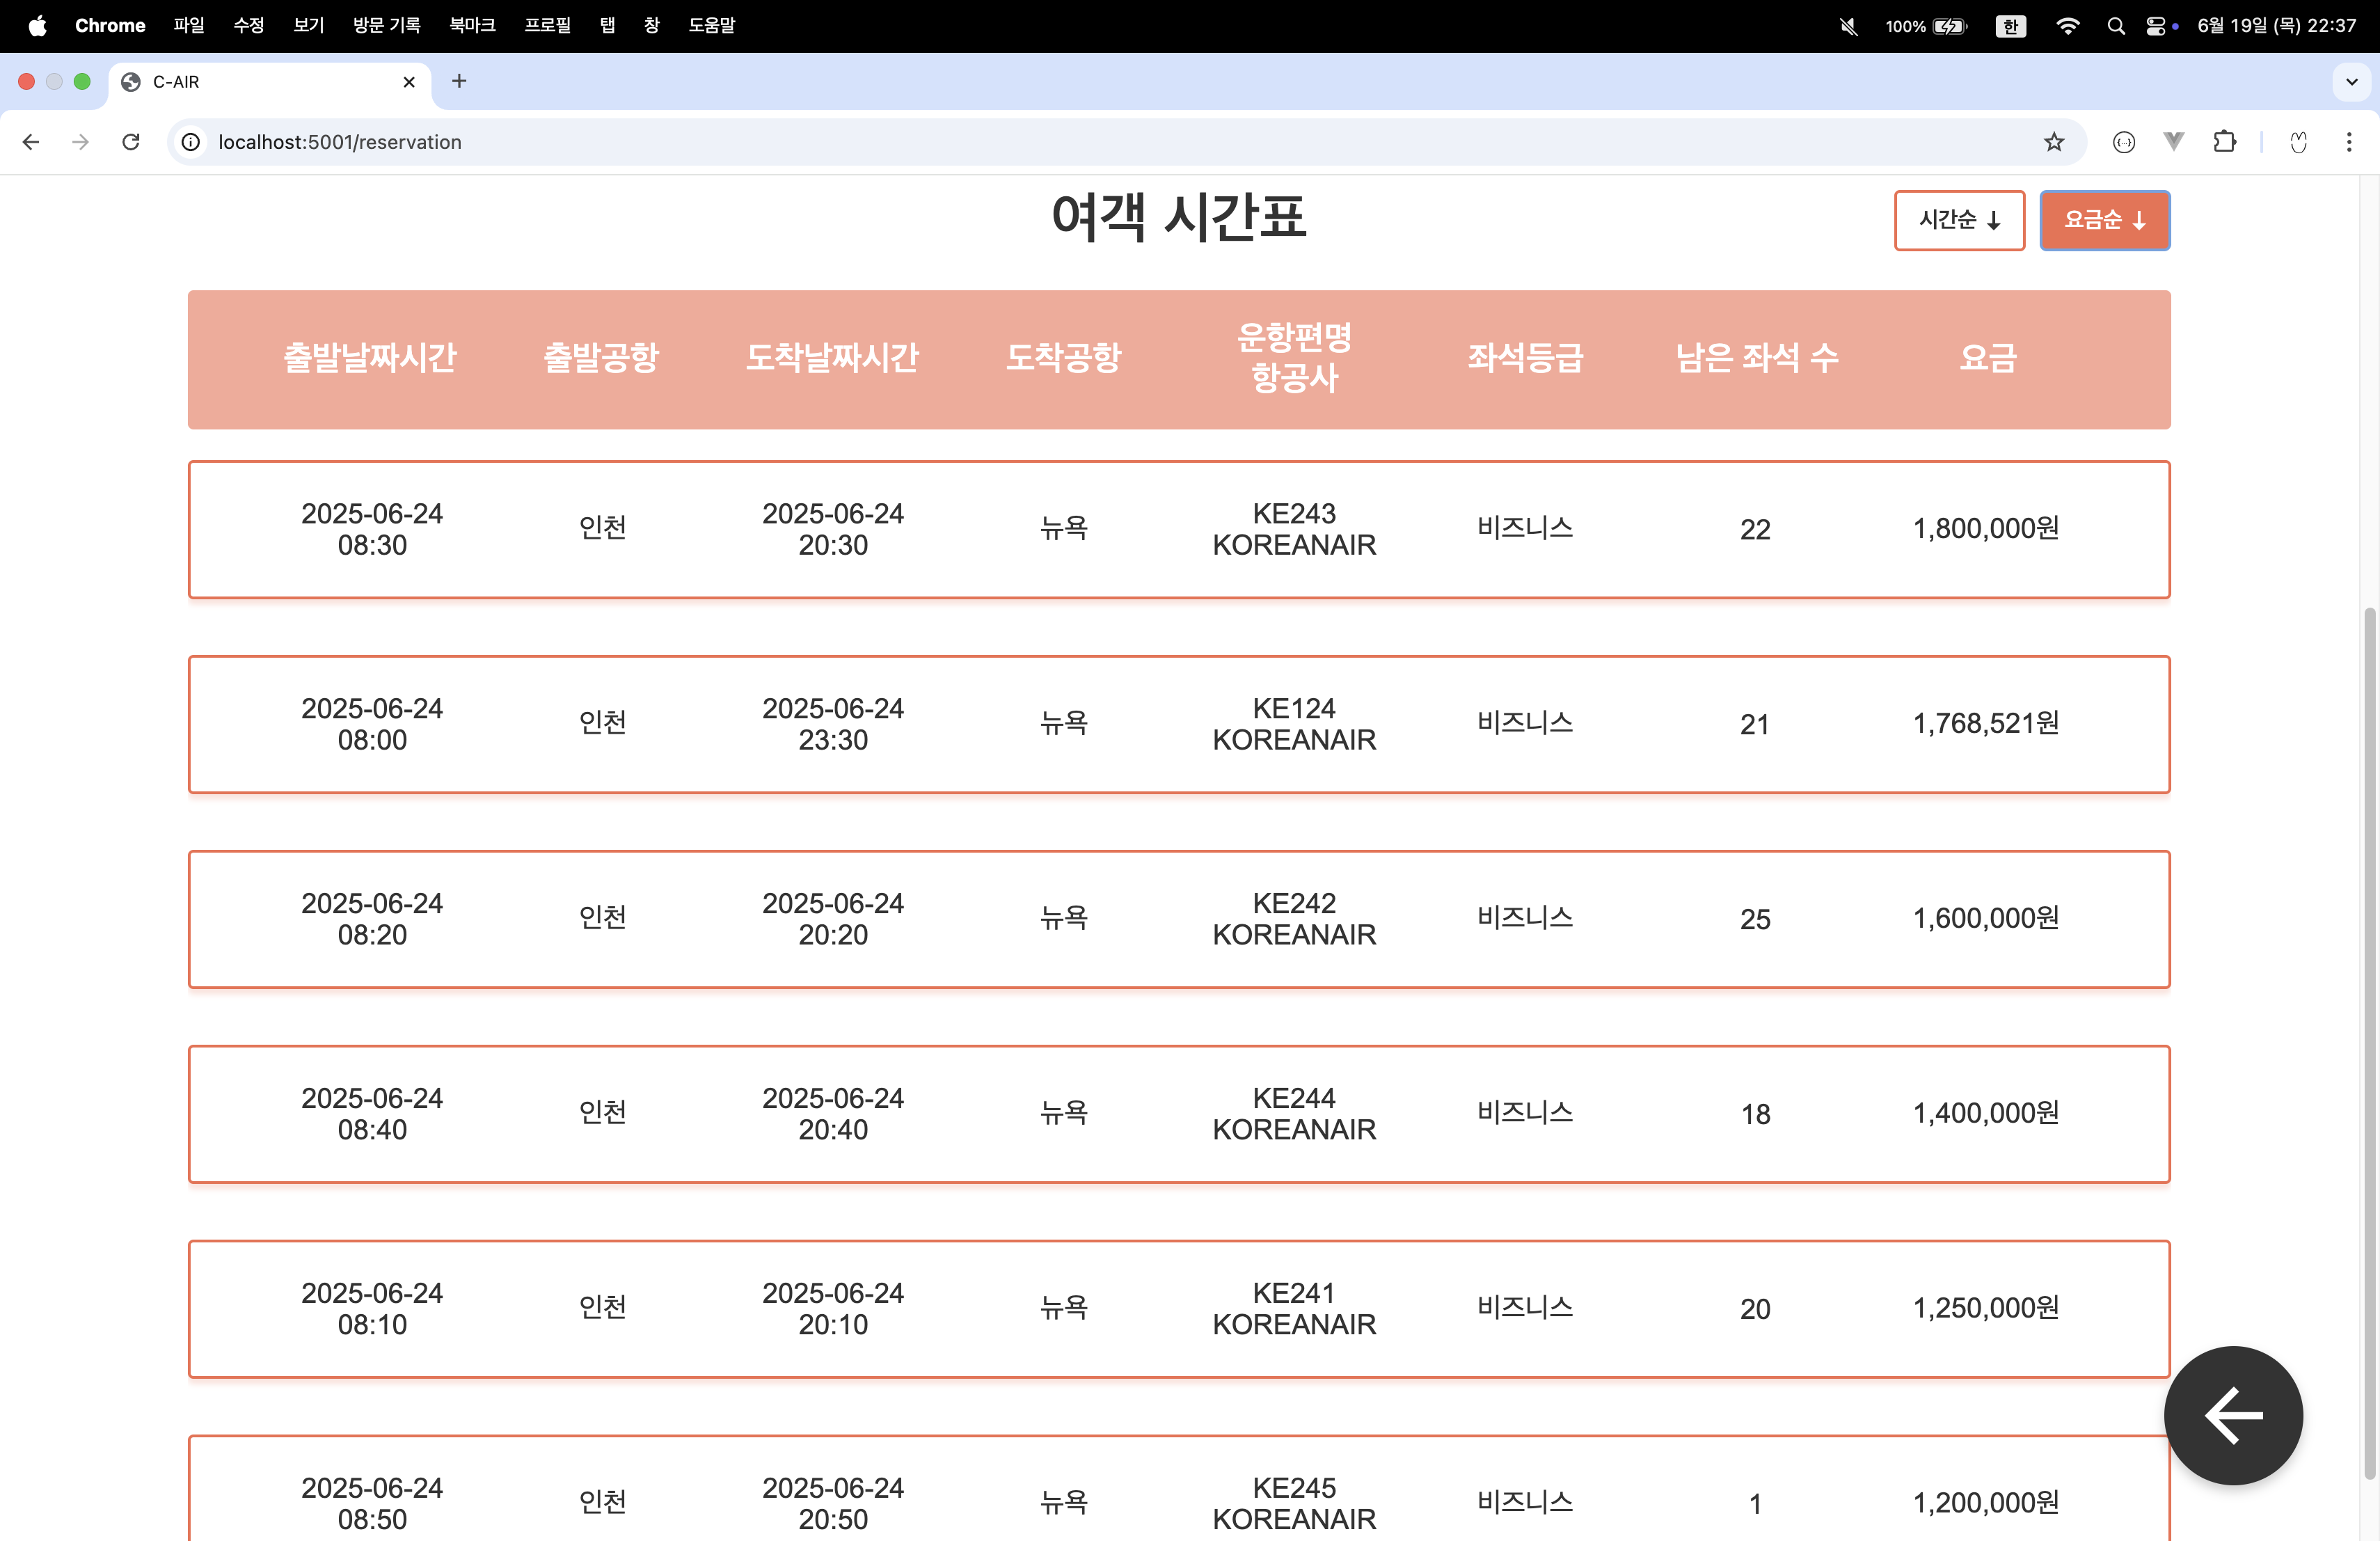 Chrome 파일 수정 보기 방문 기록 북마크 프로필 탭 창 도움말 100% 한 6월 19일 (목) 22:37
C-AIR
localhost:5001/reservation
여객 시간표 시간순 ↓ 요금순 ↓
출발날짜시간 출발공항 도착날짜시간 도착공항 운항편명 좌석등급 남은 좌석 수 요금
항공사
2025-06-24 인천 2025-06-24 뉴욕 KE243 비즈니스 22 1,800,000원
08:30 20:30 KOREANAIR
2025-06-24 인천 2025-06-24 뉴욕 KE124 비즈니스 21 1,768,521원
08:00 23:30 KOREANAIR
2025-06-24 인천 2025-06-24 뉴욕 KE242 비즈니스 25 1,600,000원
08:20 20:20 KOREANAIR
2025-06-24 인천 2025-06-24 뉴욕 KE244 비즈니스 18 1,400,000원
08:40 20:40 KOREANAIR
2025-06-24 인천 2025-06-24 뉴욕 KE241 비즈니스 20 1,250,000원
08:10 20:10 KOREANAIR
2025-06-24 인천 2025-06-24 뉴욕 KE245 비즈니스 1 1,200,000원
08:50 20:50 KOREANAIR